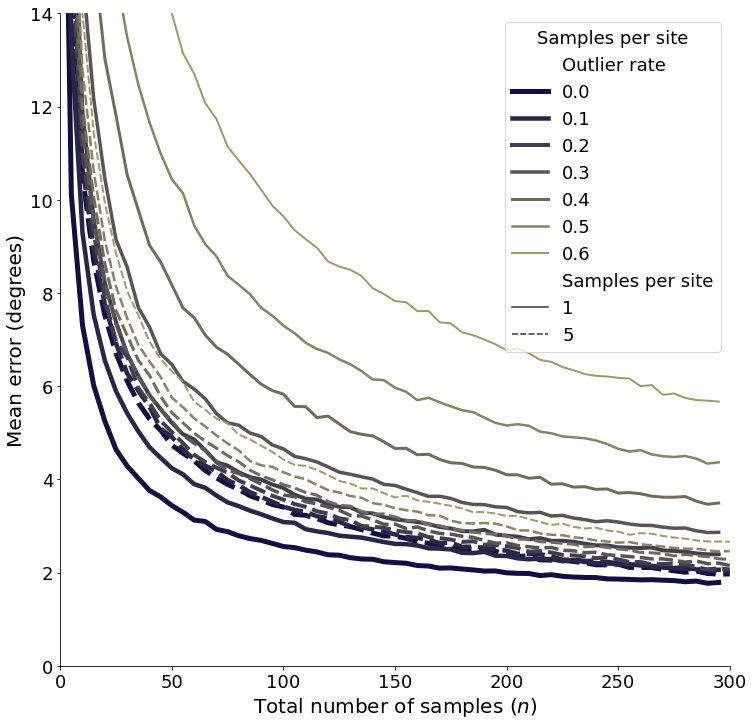 14
12
10
8
6
4
2
0
Mean error (degrees)
0 50 100 150 200 250 300
Total number of samples (n)
Samples per site
Outlier rate
0.0
0.1
0.2
0.3
0.4
0.5
0.6
Samples per site
1
5